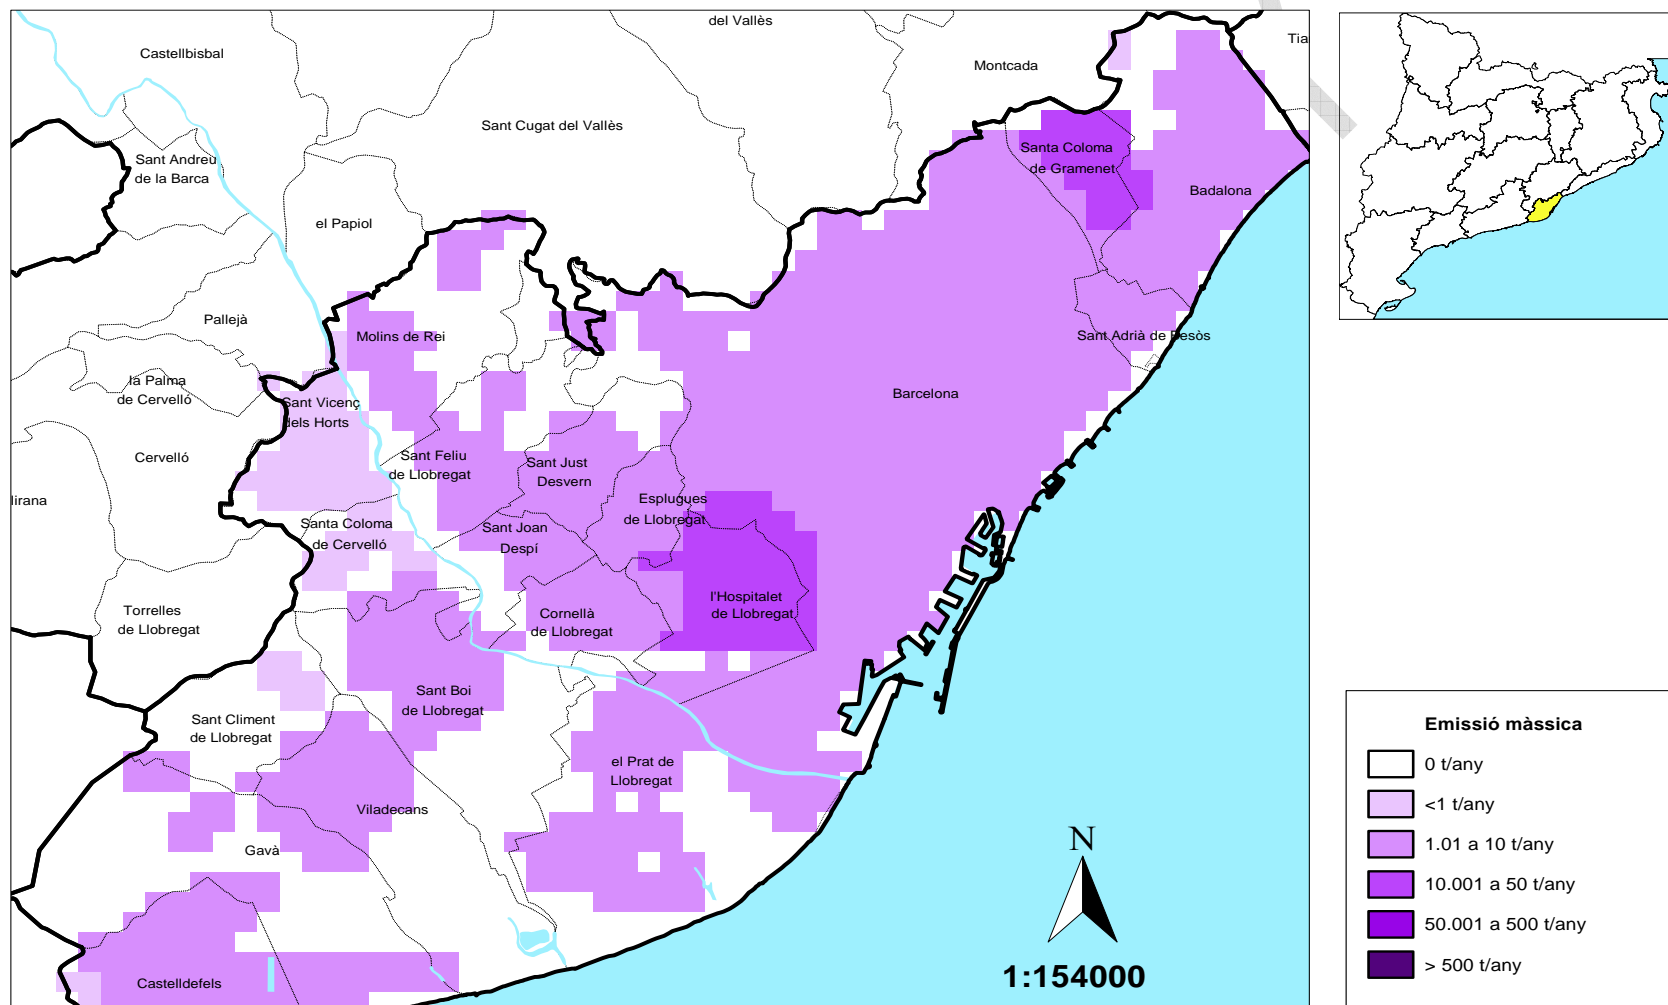 del Vallès
Tia
Castellbisbal
Montcada
Sant Cugat del Vallès
Sant Andreu
de la Barca
Santa Coloma
de Gramenet
Badalona
el Papiol
Pallejà
Molins de Rei
Sant Adrià de Besòs
la Palma
de Cervelló
Sant Vicenç
dels Horts
Barcelona
Cervelló
Sant Feliu
de Llobregat
Sant Just
Desvern
lirana
Esplugues
de Llobregat
Santa Coloma
de Cervelló
Sant Joan
Despí
Torrelles
de Llobregat
Cornellà
de Llobregat
l'Hospitalet
de Llobregat
Sant Boi
de Llobregat
Sant Climent
de Llobregat
el Prat de
Llobregat
Viladecans
Gavà
Castelldefels
N
1:154000
Emissió màssica
0 t/any
<1 t/any
1.01 a 10 t/any
10.001 a 50 t/any
50.001 a 500 t/any
> 500 t/any